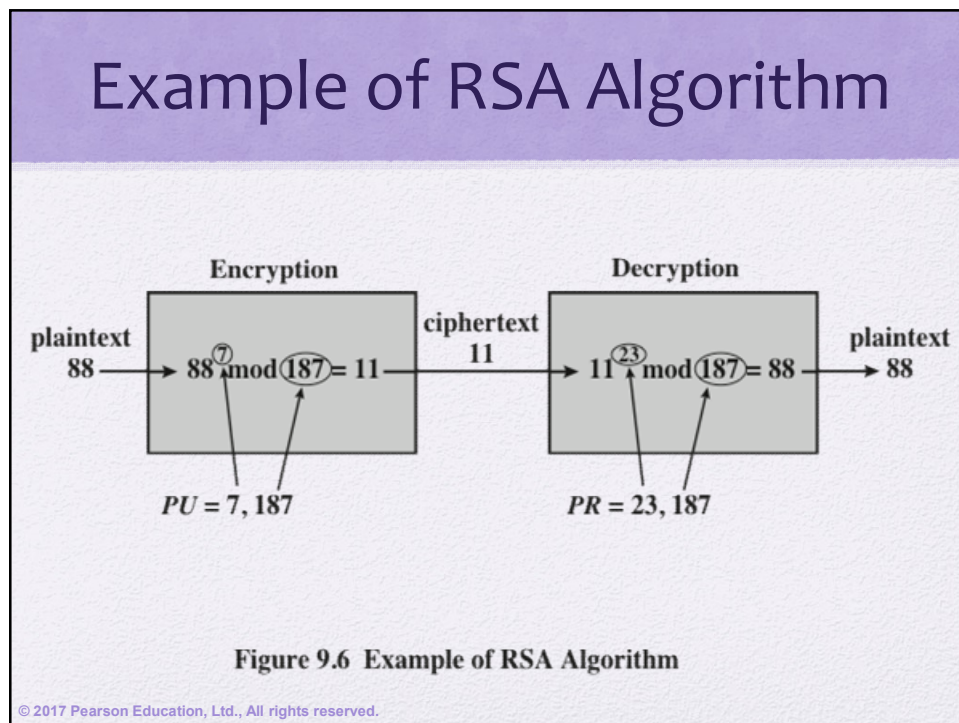 Example of RSA Algorithm
Encryption
Decryption
plaintext
88
88^7 mod 187 = 11
ciphertext
11
11^23 mod 187 = 88
plaintext
88
PU = 7, 187
PR = 23, 187
Figure 9.6 Example of RSA Algorithm
© 2017 Pearson Education, Ltd., All rights reserved.